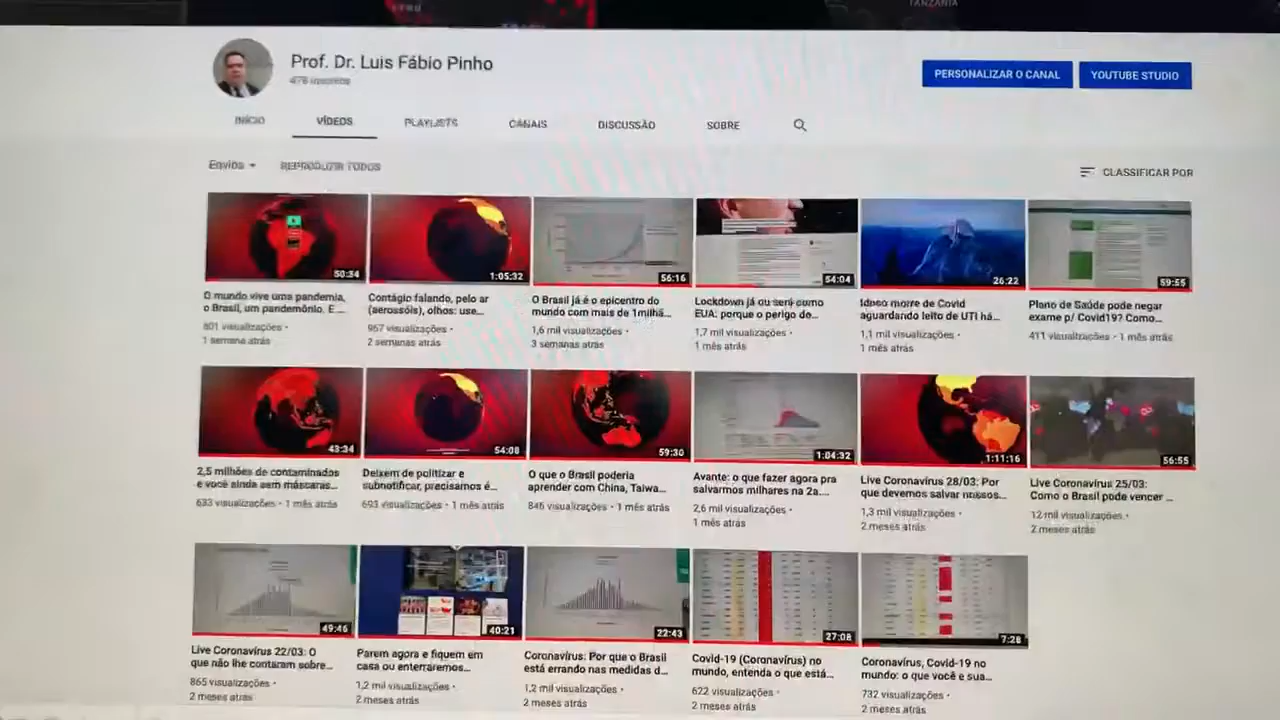 TANZANIA
Prof. Dr. Luis Fábio Pinho
PERSONALIZAR O CANAL
YOUTUBE STUDIO
INÍCIO
VÍDEOS
PLAYLISTS
CANAIS
DISCUSSÃO
SOBRE
Envios
REPRODUZIR TODOS
CLASSIFICAR POR
50:34
1:05:32
56:16
54:04
26:22
59:55
O mundo vive uma pandemia,
o Brasil, um pandemônio. E ...
801 visualizações •
1 semana atrás
Contágio falando, pelo ar
(aerossóis), olhos: use...
967 visualizações •
2 semanas atrás
O Brasil já é o epicentro do
mundo com mais de 1milhã...
1,6 mil visualizações •
3 semanas atrás
Lockdown já ou será como
EUA: porque o perigo de...
1,7 mil visualizações •
1 mês atrás
Idoso morre de Covid
aguardando leito de UTI há...
1,1 mil visualizações •
1 mês atrás
Plano de Saúde pode negar
exame p/ Covid19? Como...
411 visualizações • 1 mês atrás
43:34
54:08
59:30
1:04:32
1:11:16
56:55
2,5 milhões de contaminados
e você ainda sem máscaras...
633 visualizações • 1 mês atrás
Deixem de politizar e
subnotificar, precisamos é...
693 visualizações • 1 mês atrás
O que o Brasil poderia
aprender com China, Taiwa...
846 visualizações • 1 mês atrás
Avante: o que fazer agora pra
salvarmos milhares na 2a....
2,6 mil visualizações •
1 mês atrás
Live Coronavírus 28/03: Por
que devemos salvar nossos...
1,3 mil visualizações •
2 meses atrás
Live Coronavírus 25/03:
Como o Brasil pode vencer ...
12 mil visualizações •
2 meses atrás
49:46
40:21
22:43
27:08
7:28
Live Coronavírus 22/03: O
que não lhe contaram sobre...
865 visualizações •
2 meses atrás
Parem agora e fiquem em
casa ou enterraremos...
1,2 mil visualizações •
2 meses atrás
Coronavírus: Por que o Brasil
está errando nas medidas d...
1,2 mil visualizações •
2 meses atrás
Covid-19 (Coronavírus) no
mundo, entenda o que está...
622 visualizações •
2 meses atrás
Coronavírus, Covid-19 no
mundo: o que você e sua...
732 visualizações •
2 meses atrás